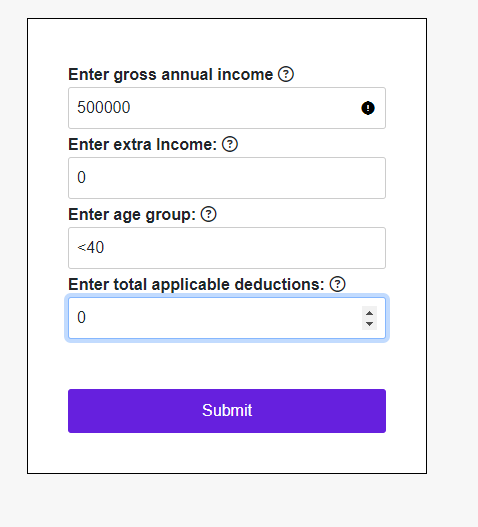 Enter gross annual income
500000
Enter extra Income:
0
Enter age group:
<40
Enter total applicable deductions:
0
Submit